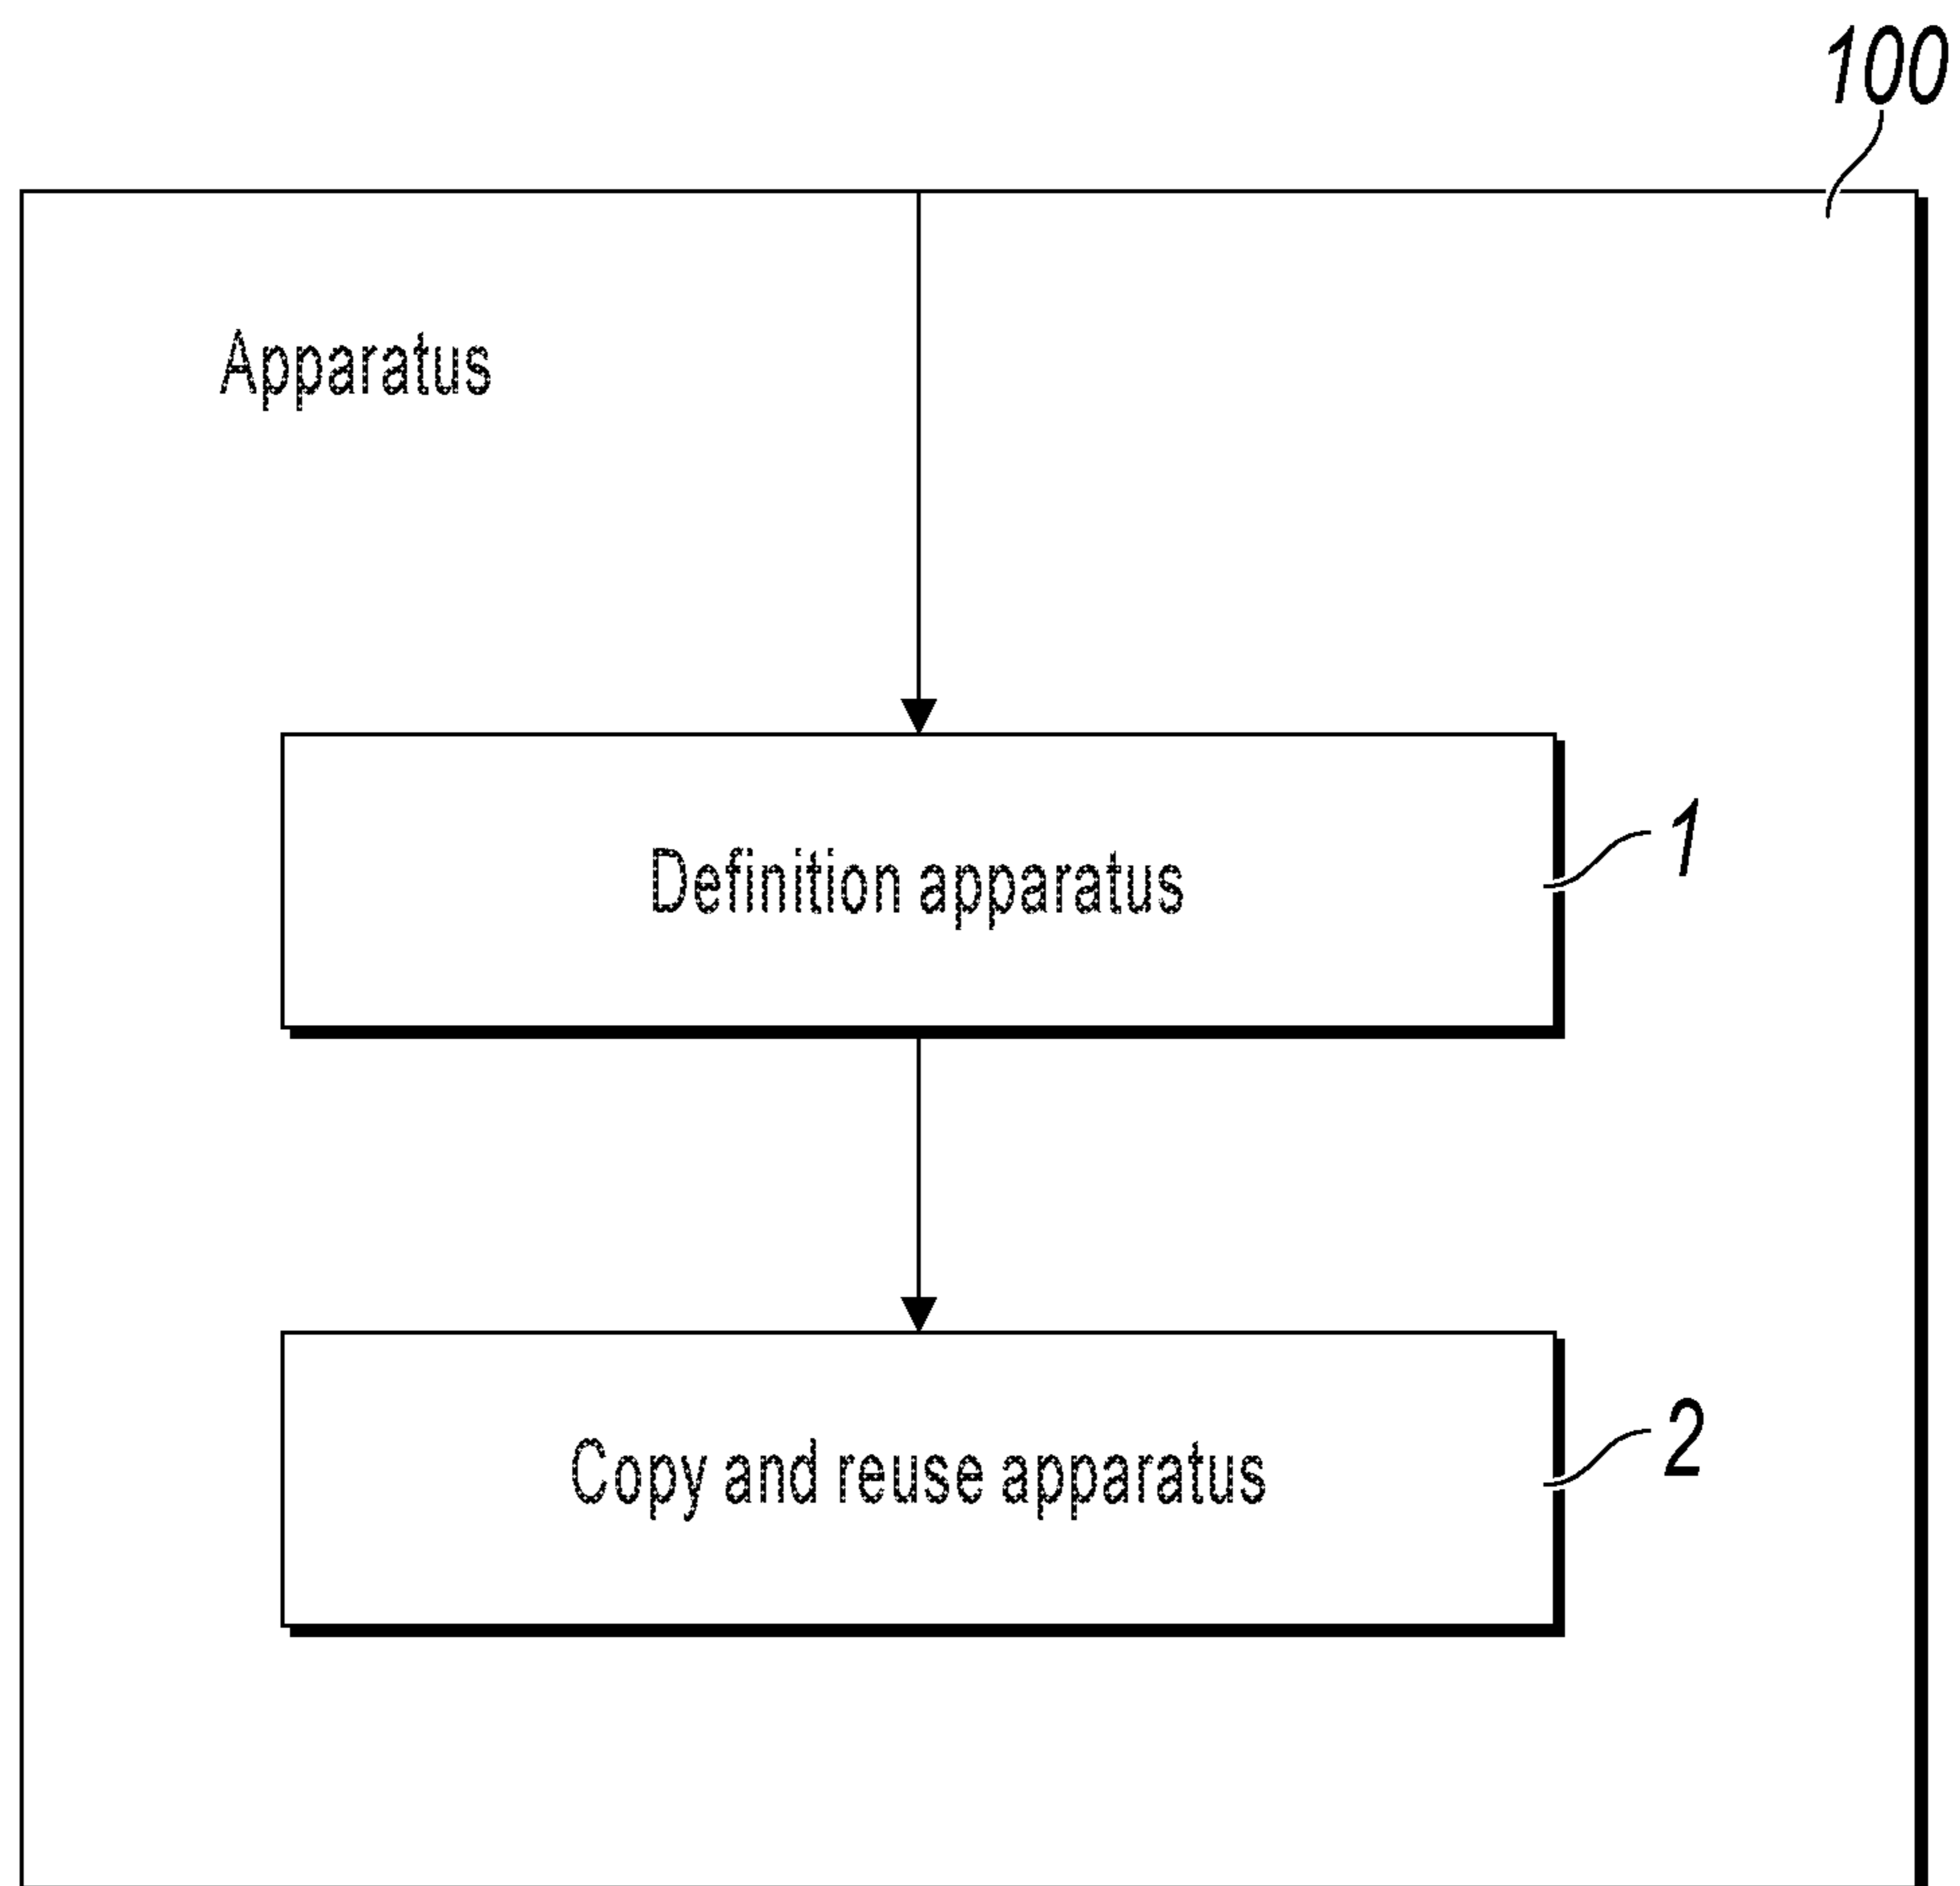 100
Apparatus
Definition apparatus
1
Copy and reuse apparatus
2